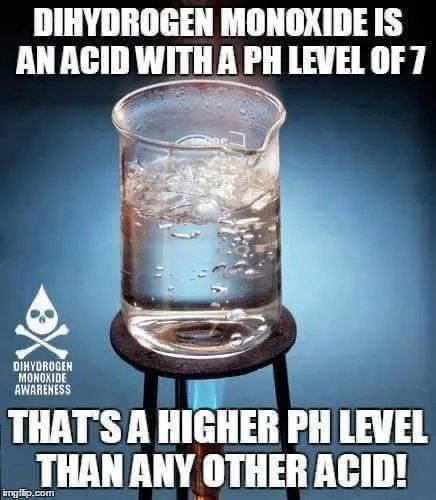 DIHYDROGEN MONOXIDE IS
AN ACID WITH A PH LEVEL OF 7
DIHYDROGEN
MONOXIDE
AWARENESS
THAT'S A HIGHER PH LEVEL
THAN ANY OTHER ACID!
imgflip.com